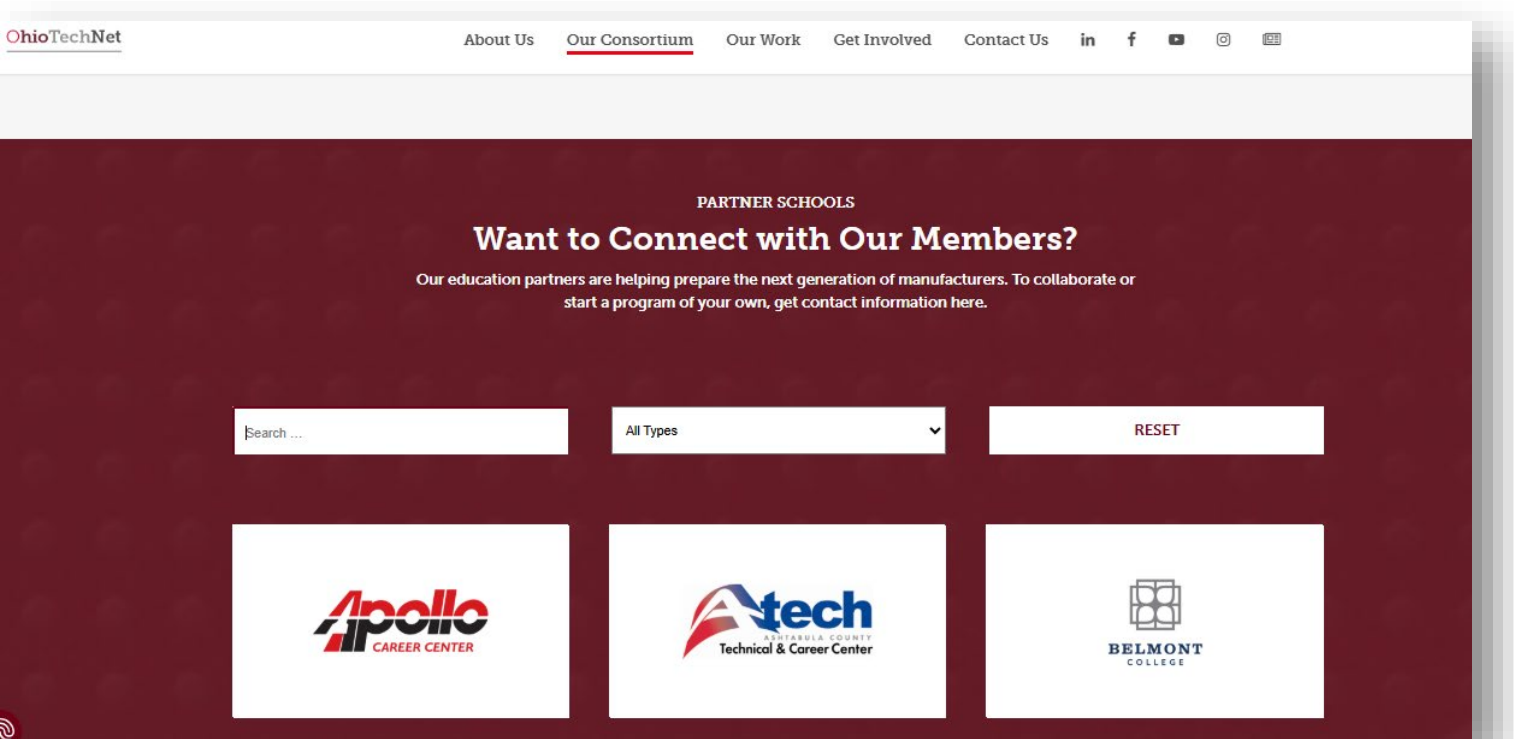 OhioTechNet
About Us Our Consortium Our Work Get Involved Contact Us in f
PARTNER SCHOOLS
Want to Connect with Our Members?
Our education partners are helping prepare the next generation of manufacturers. To collaborate or
start a program of your own, get contact information here.
Search ...
All Types
RESET
Apollo
CAREER CENTER
A-tech
ASHTABULA COUNTY
Technical & Career Center
BELMONT
COLLEGE